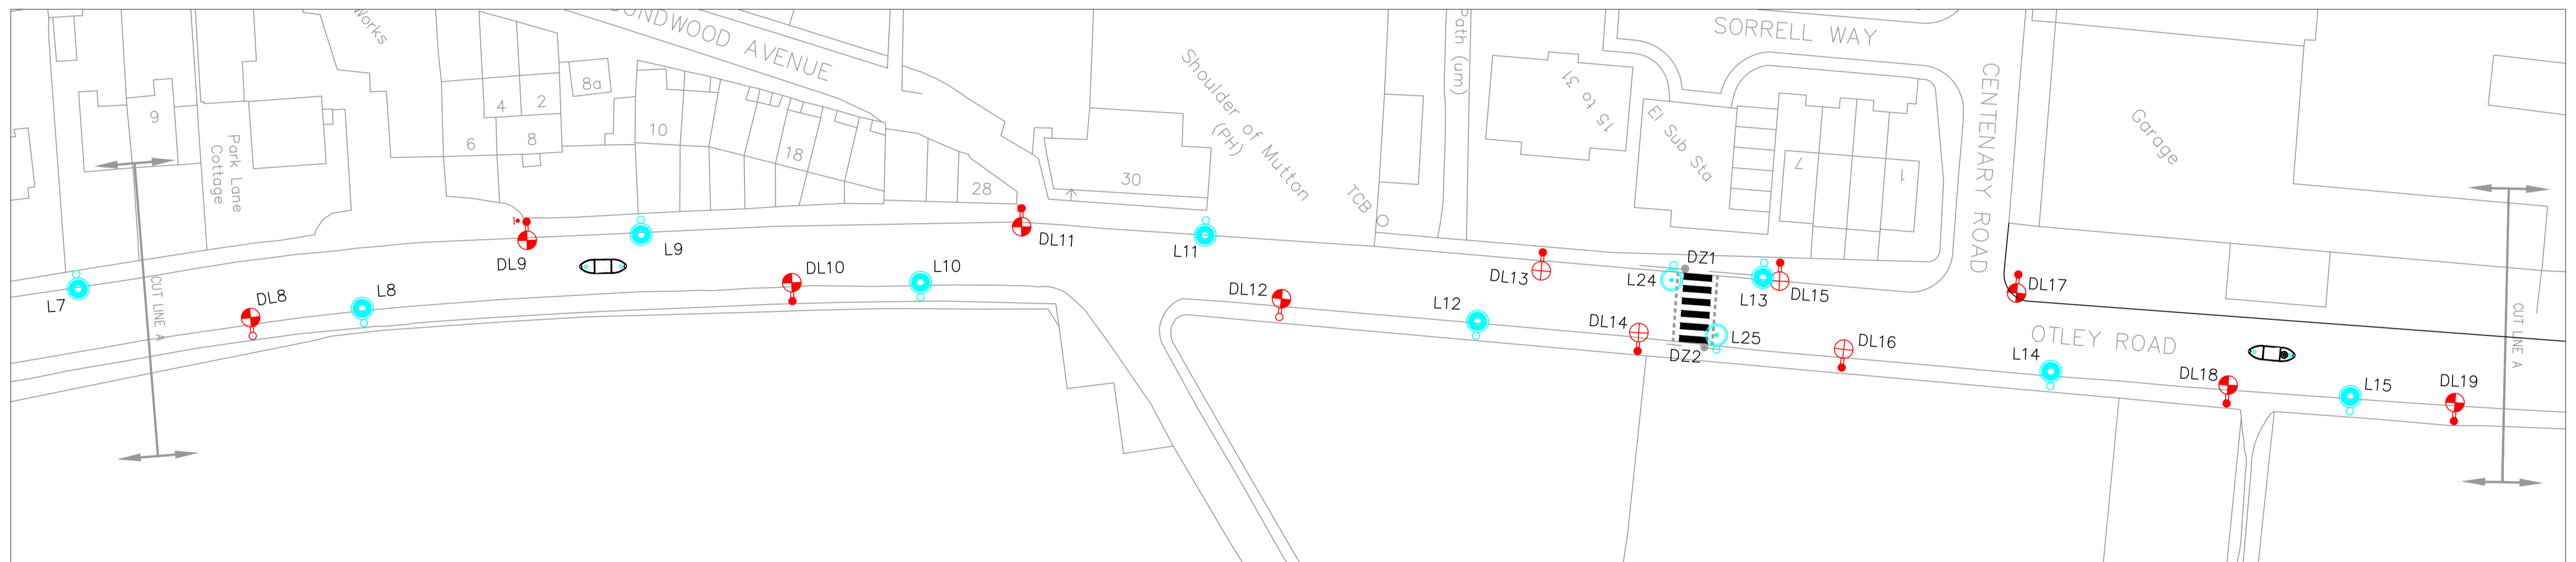 Works
UNDWOOD AVENUE
SORRELL WAY
Path (um)
Shoulder of Mutton
(PH)
15 to 31
El Sub Sta
CENTENARY ROAD
Garage
9
Park Lane
Cottage
4
2
8a
6
8
10
18
28
30
TCB
7
1
DL9
L9
DL11
L11
DL13
L24
DZ1
L13
DL15
DL17
L7
CUT LINE A
DL8
L8
DL10
L10
DL12
L12
DL14
L25
DZ2
DL16
OTLEY ROAD
L14
DL18
L15
DL19
CUT LINE A